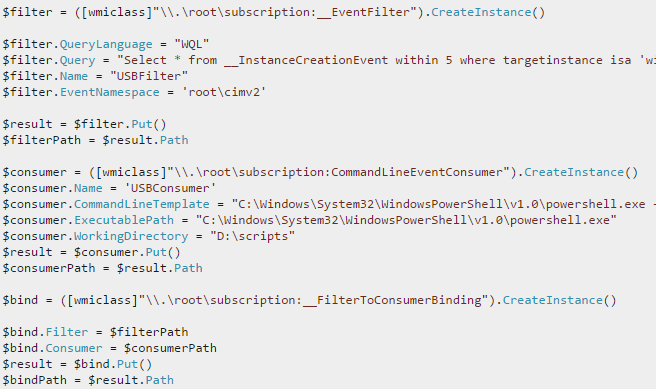 $filter = ([wmiclass]"\\.\root\subscription:__EventFilter").CreateInstance()
$filter.QueryLanguage = "WQL"
$filter.Query = "Select * from __InstanceCreationEvent within 5 where targetinstance isa 'wi
$filter.Name = "USBFilter"
$filter.EventNamespace = 'root\cimv2'
$result = $filter.Put()
$filterPath = $result.Path
$consumer = ([wmiclass]"\\.\root\subscription:CommandLineEventConsumer").CreateInstance()
$consumer.Name = 'USBConsumer'
$consumer.CommandLineTemplate = "C:\Windows\System32\WindowsPowerShell\v1.0\powershell.exe -
$consumer.ExecutablePath = "C:\Windows\System32\WindowsPowerShell\v1.0\powershell.exe"
$consumer.WorkingDirectory = "D:\scripts"
$result = $consumer.Put()
$consumerPath = $result.Path
$bind = ([wmiclass]"\\.\root\subscription:__FilterToConsumerBinding").CreateInstance()
$bind.Filter = $filterPath
$bind.Consumer = $consumerPath
$result = $bind.Put()
$bindPath = $result.Path